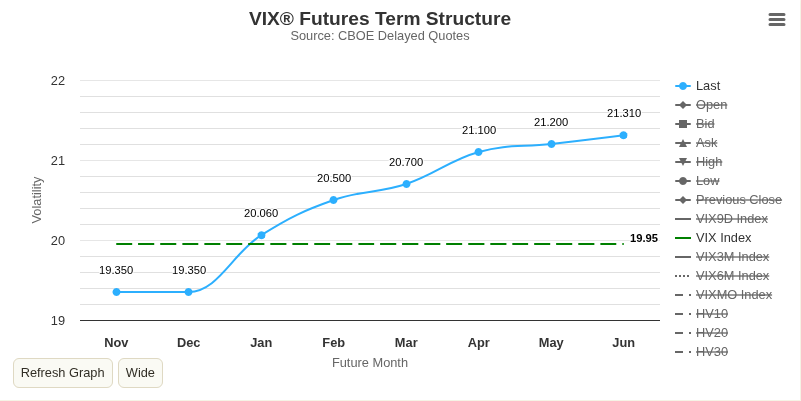 VIX® Futures Term Structure
Source: CBOE Delayed Quotes
Volatility
22
21
20
19
19.350
19.350
20.060
20.500
20.700
21.100
21.200
21.310
19.95
Nov Dec Jan Feb Mar Apr May Jun
Future Month
Last
Open
Bid
Ask
High
Low
Previous Close
VIX9D Index
VIX Index
VIX3M Index
VIX6M Index
VIXMO Index
HV10
HV20
HV30
Refresh Graph Wide